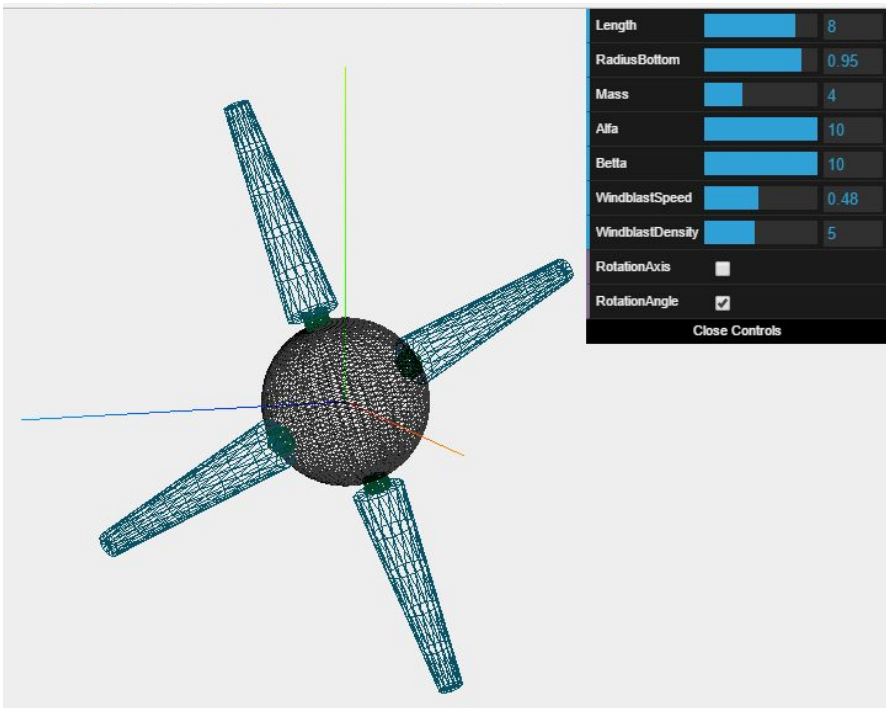 Length 8
RadiusBottom 0.95
Mass 4
Alfa 10
Betta 10
WindblastSpeed 0.48
WindblastDensity 5
RotationAxis
RotationAngle
Close Controls